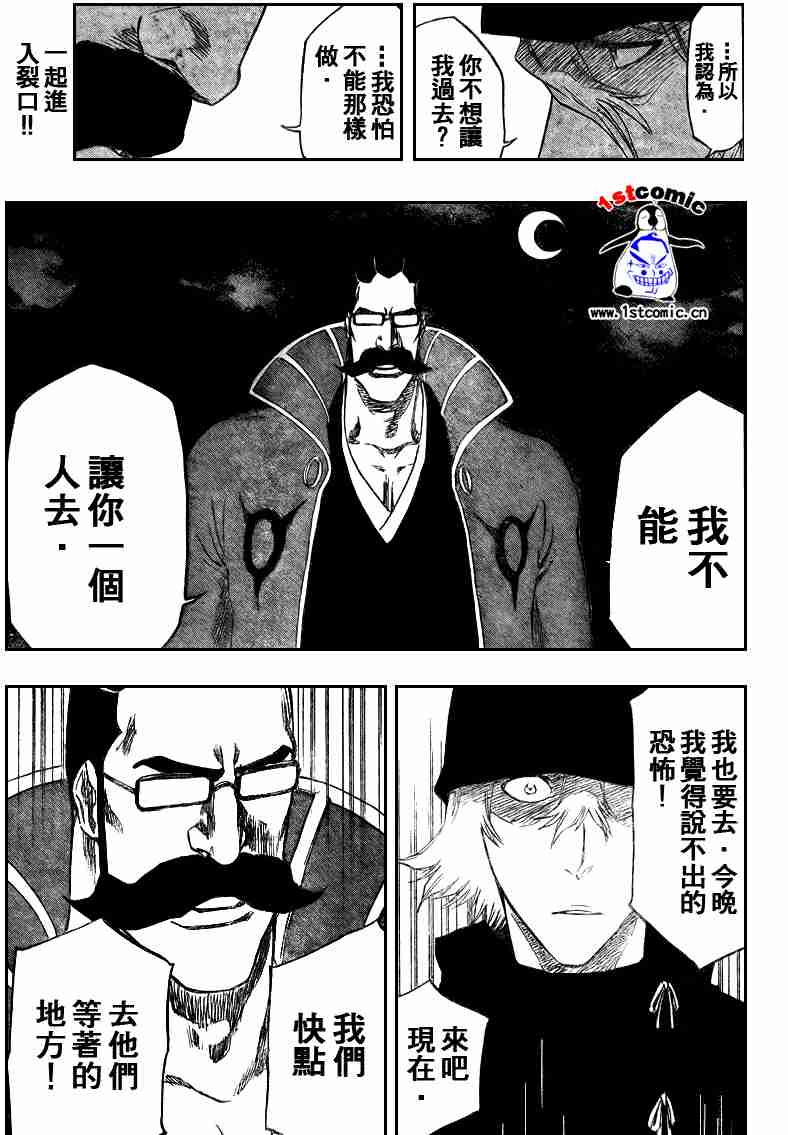 …所以
我認為．
你不想讓
我過去？
…我恐怕
不能那樣
做．
一起進
入裂口!!
1stcomic
www.1stcomic.cn
我不
能
讓你一個
人去．
我也要去．今晚
我覺得說不出的
恐怖！
來吧
現在．
我們
快點
去他們
等著的
地方！